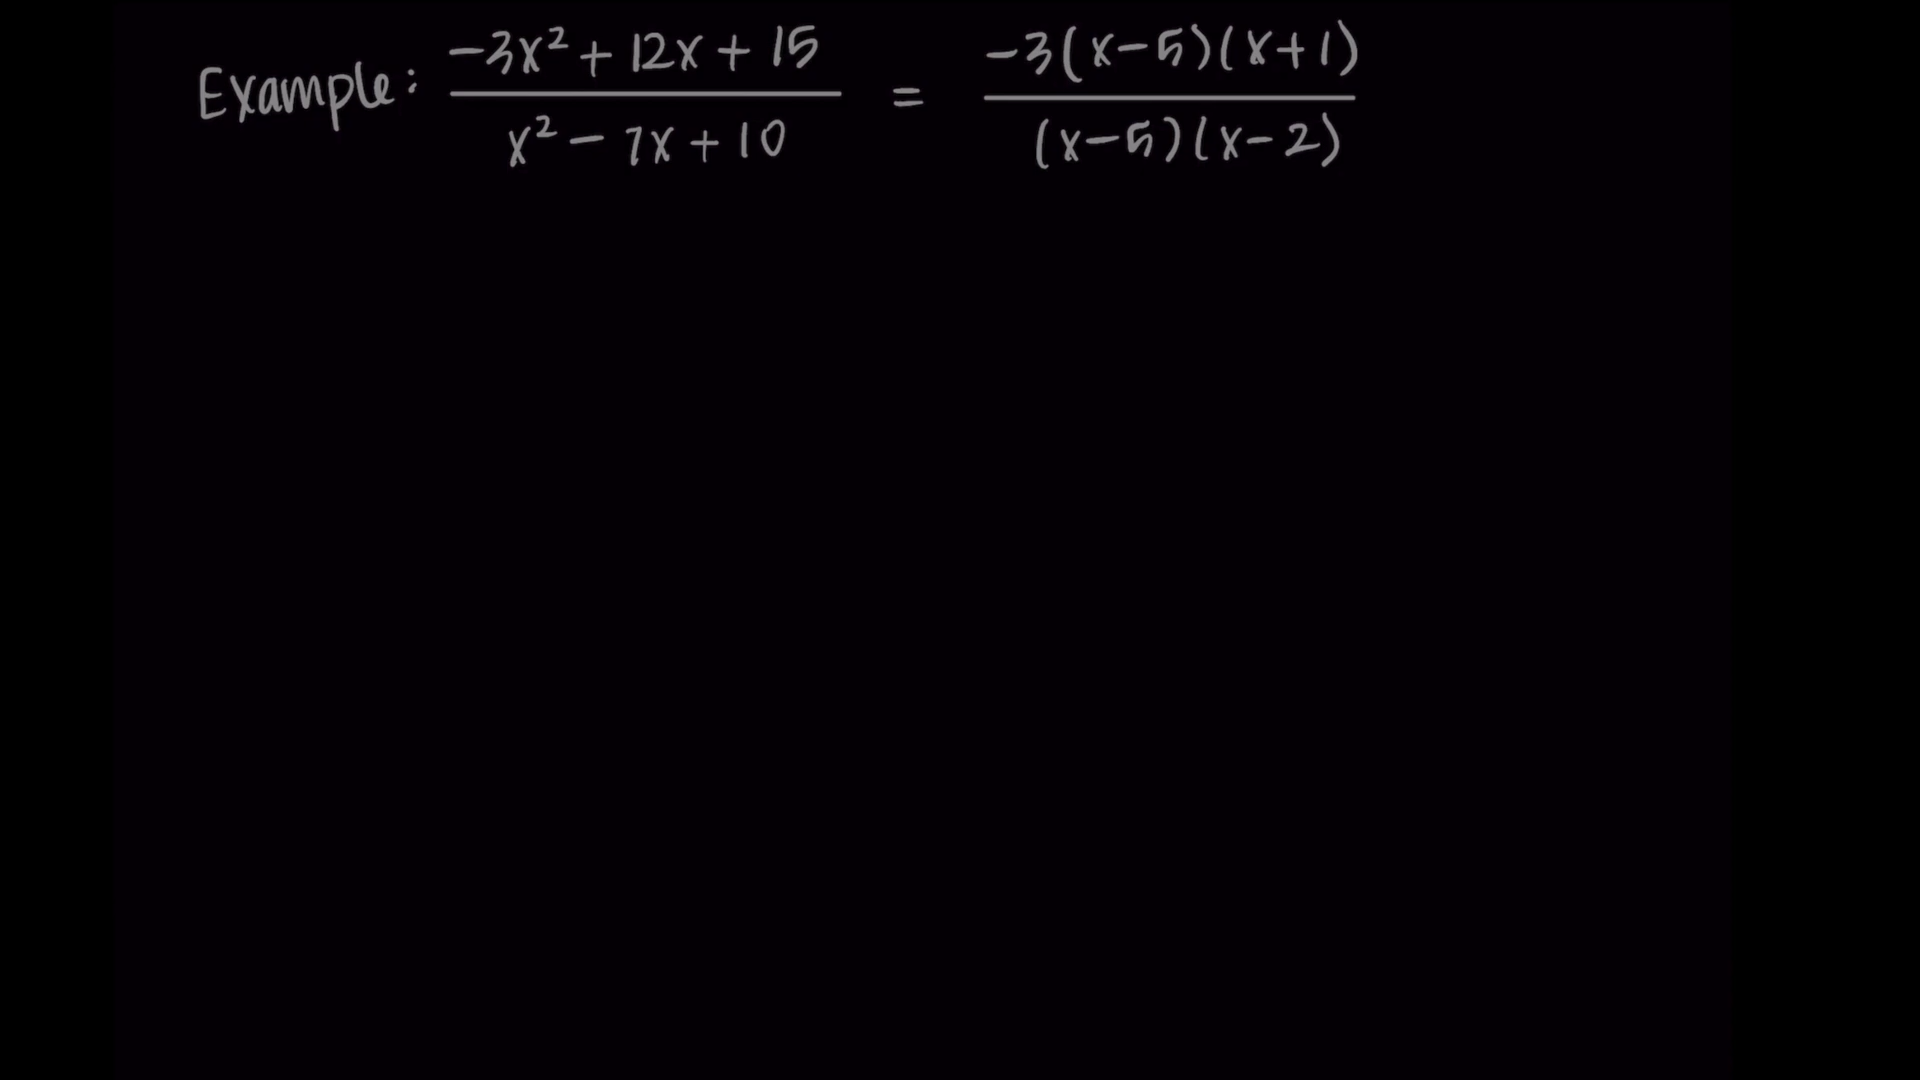 Example: (-3x² + 12x + 15)/(x² - 7x + 10) = (-3(x-5)(x+1))/((x-5)(x-2))